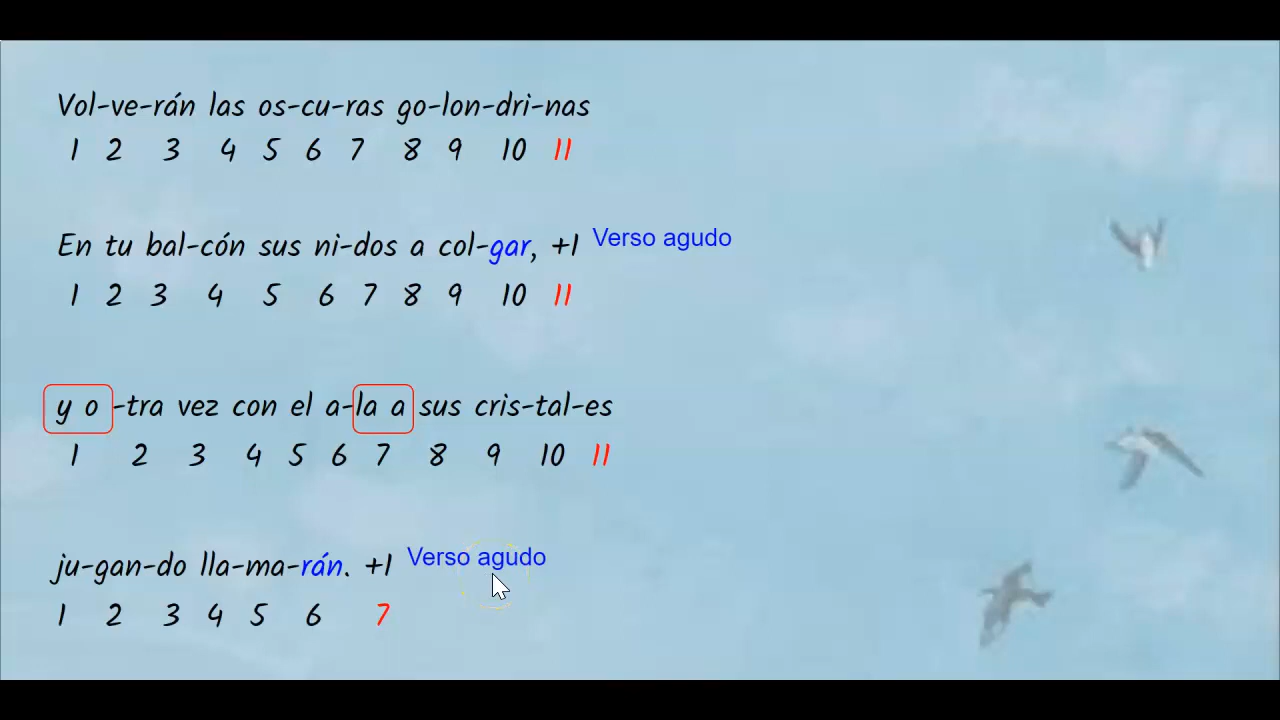 Vol-ve-rán las os-cu-ras go-lon-dri-nas
1 2 3 4 5 6 7 8 9 10 11
En tu bal-cón sus ni-dos a col-gar, +1 Verso agudo
1 2 3 4 5 6 7 8 9 10 11
y o -tra vez con el a-la a sus cris-tal-es
1 2 3 4 5 6 7 8 9 10 11
ju-gan-do lla-ma-rán. +1 Verso agudo
1 2 3 4 5 6 7